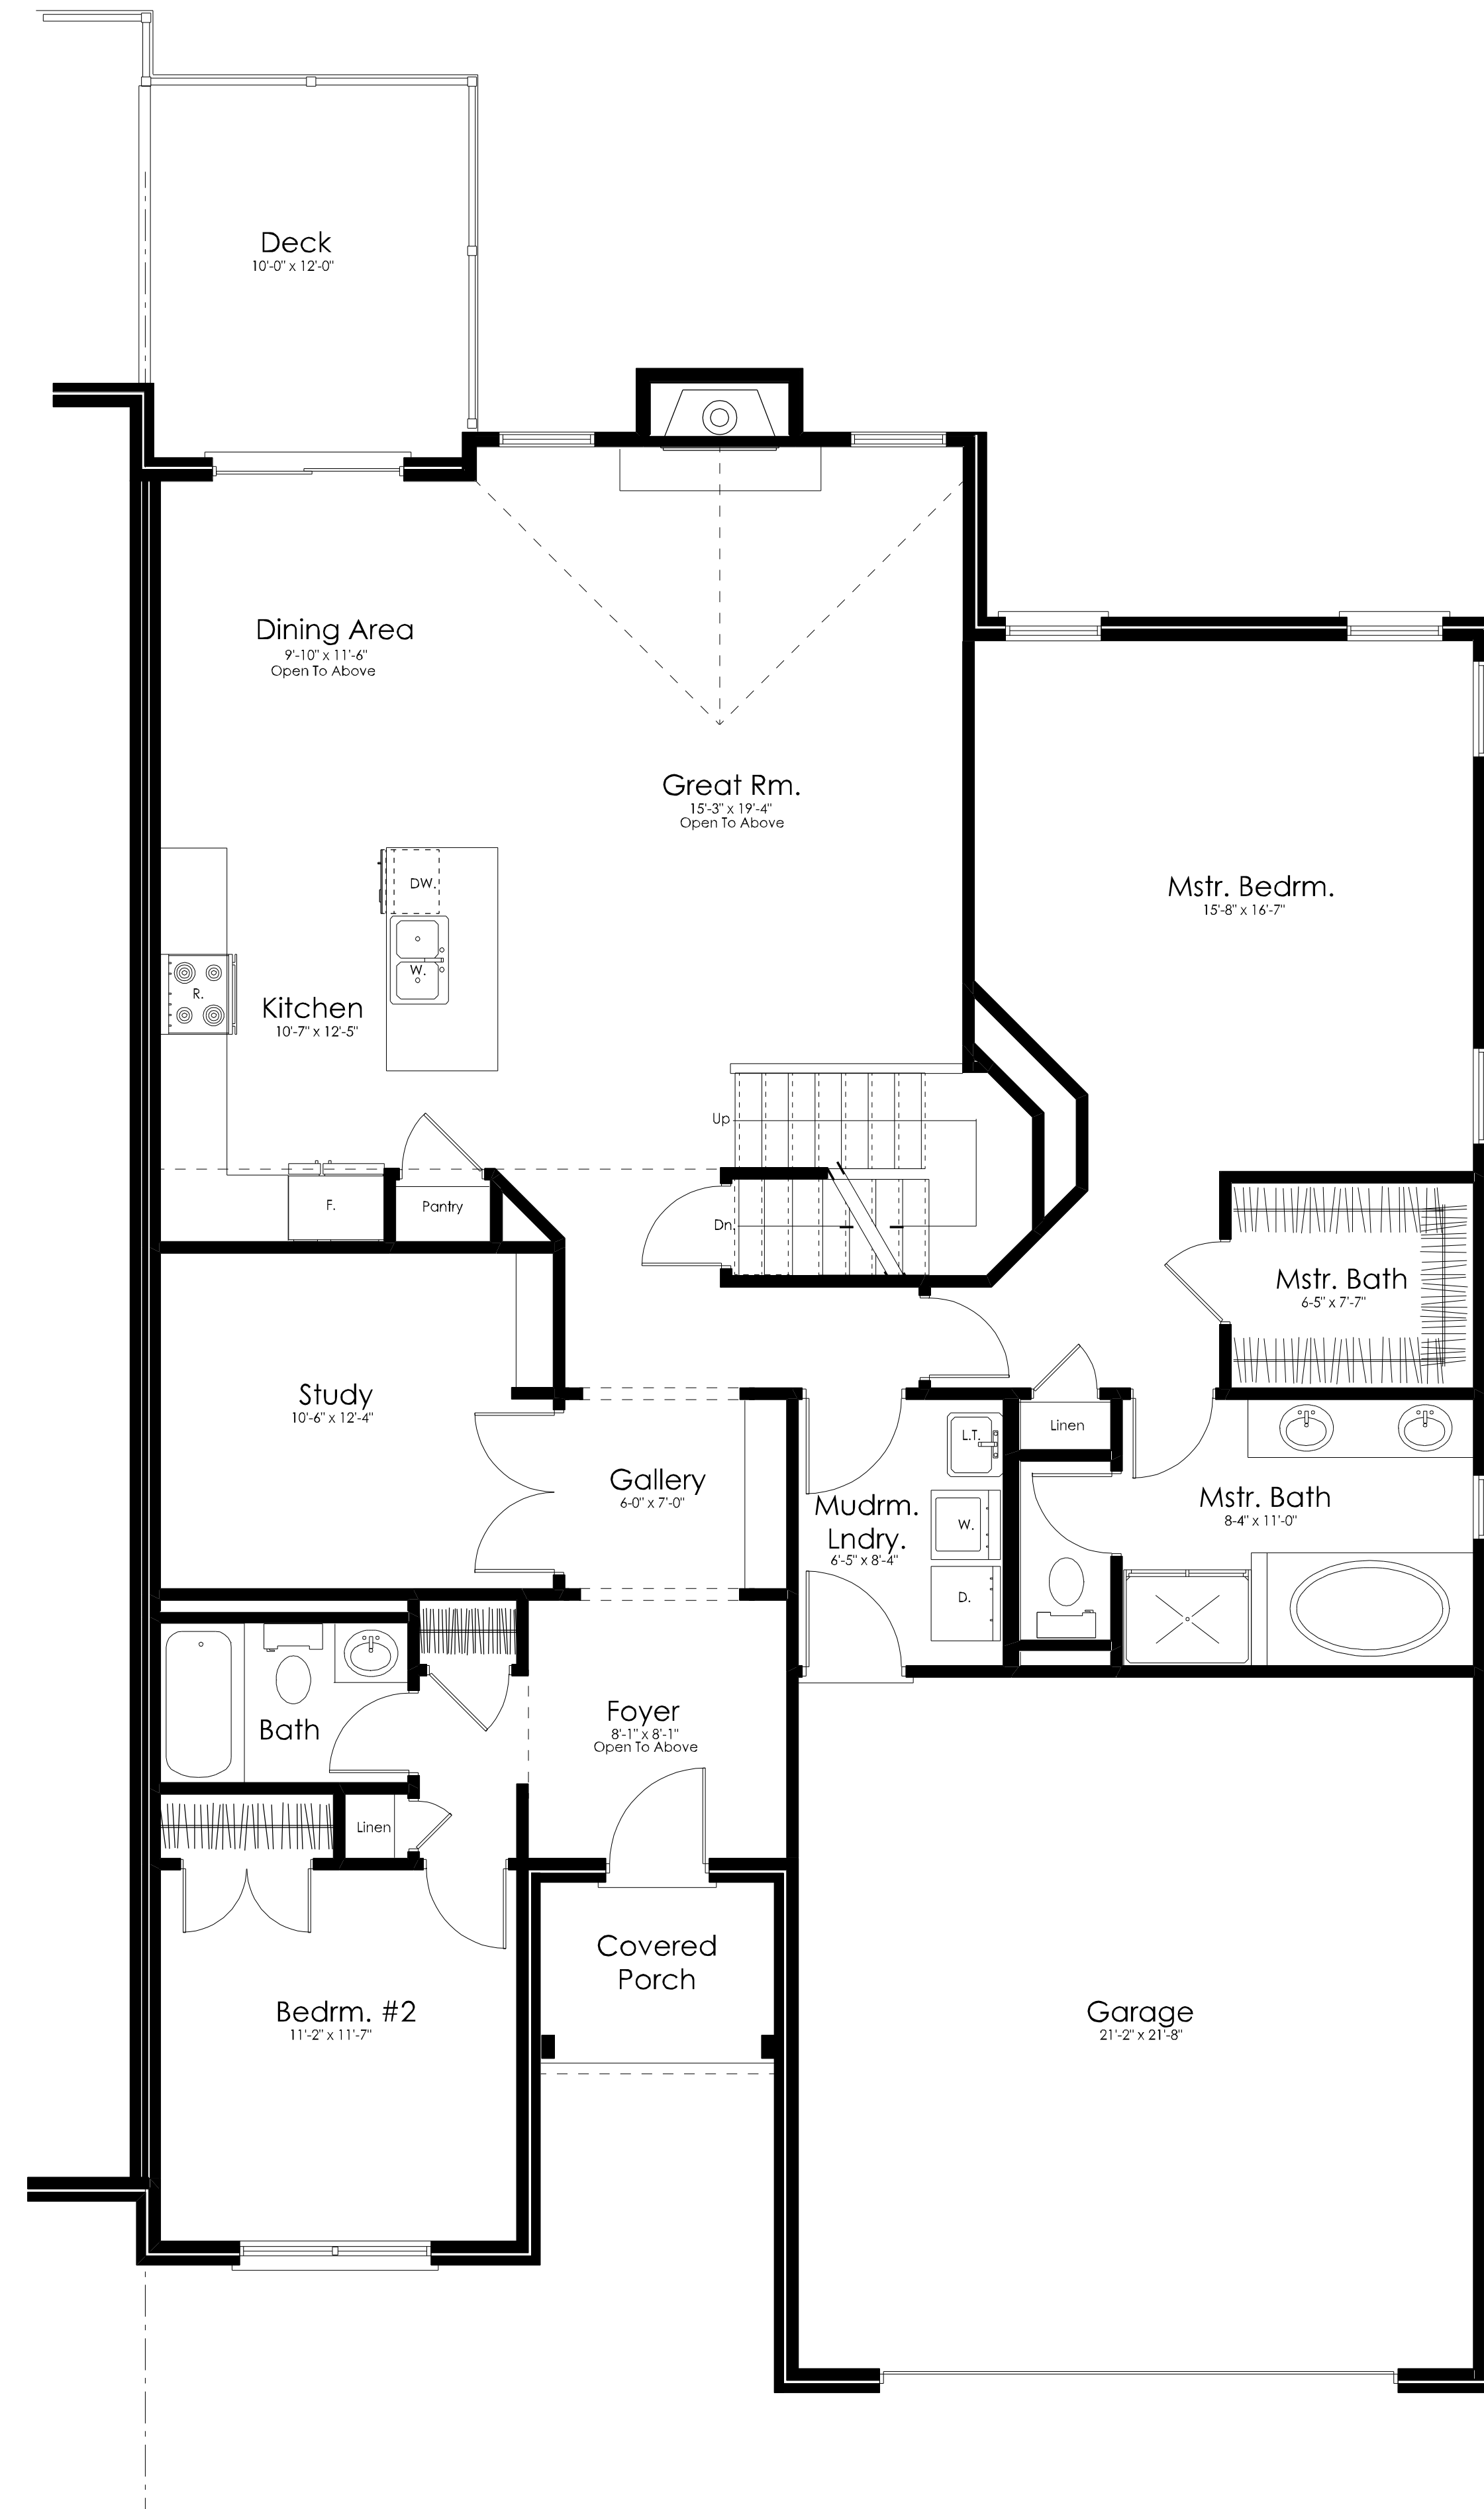 Deck
10'-0" x 12'-0"
Dining Area
9'-10" x 11'-6"
Open To Above
Great Rm.
15'-3" x 19'-4"
Open To Above
DW.
W.
R.
Kitchen
10'-7" x 12'-5"
Mstr. Bedrm.
15'-8" x 16'-7"
Up
F.
Pantry
Dn.
Mstr. Bath
6-5" x 7'-7"
Study
10'-6" x 12'-4"
Linen
L.T.
Gallery
6-0" x 7'-0"
Mudrm.
Lndry.
6'-5" x 8'-4"
W.
D.
Mstr. Bath
8-4" x 11'-0"
Foyer
8'-1" x 8'-1"
Open To Above
Bath
Linen
Covered
Porch
Bedrm. #2
11'-2" x 11'-7"
Garage
21'-2" x 21'-8"